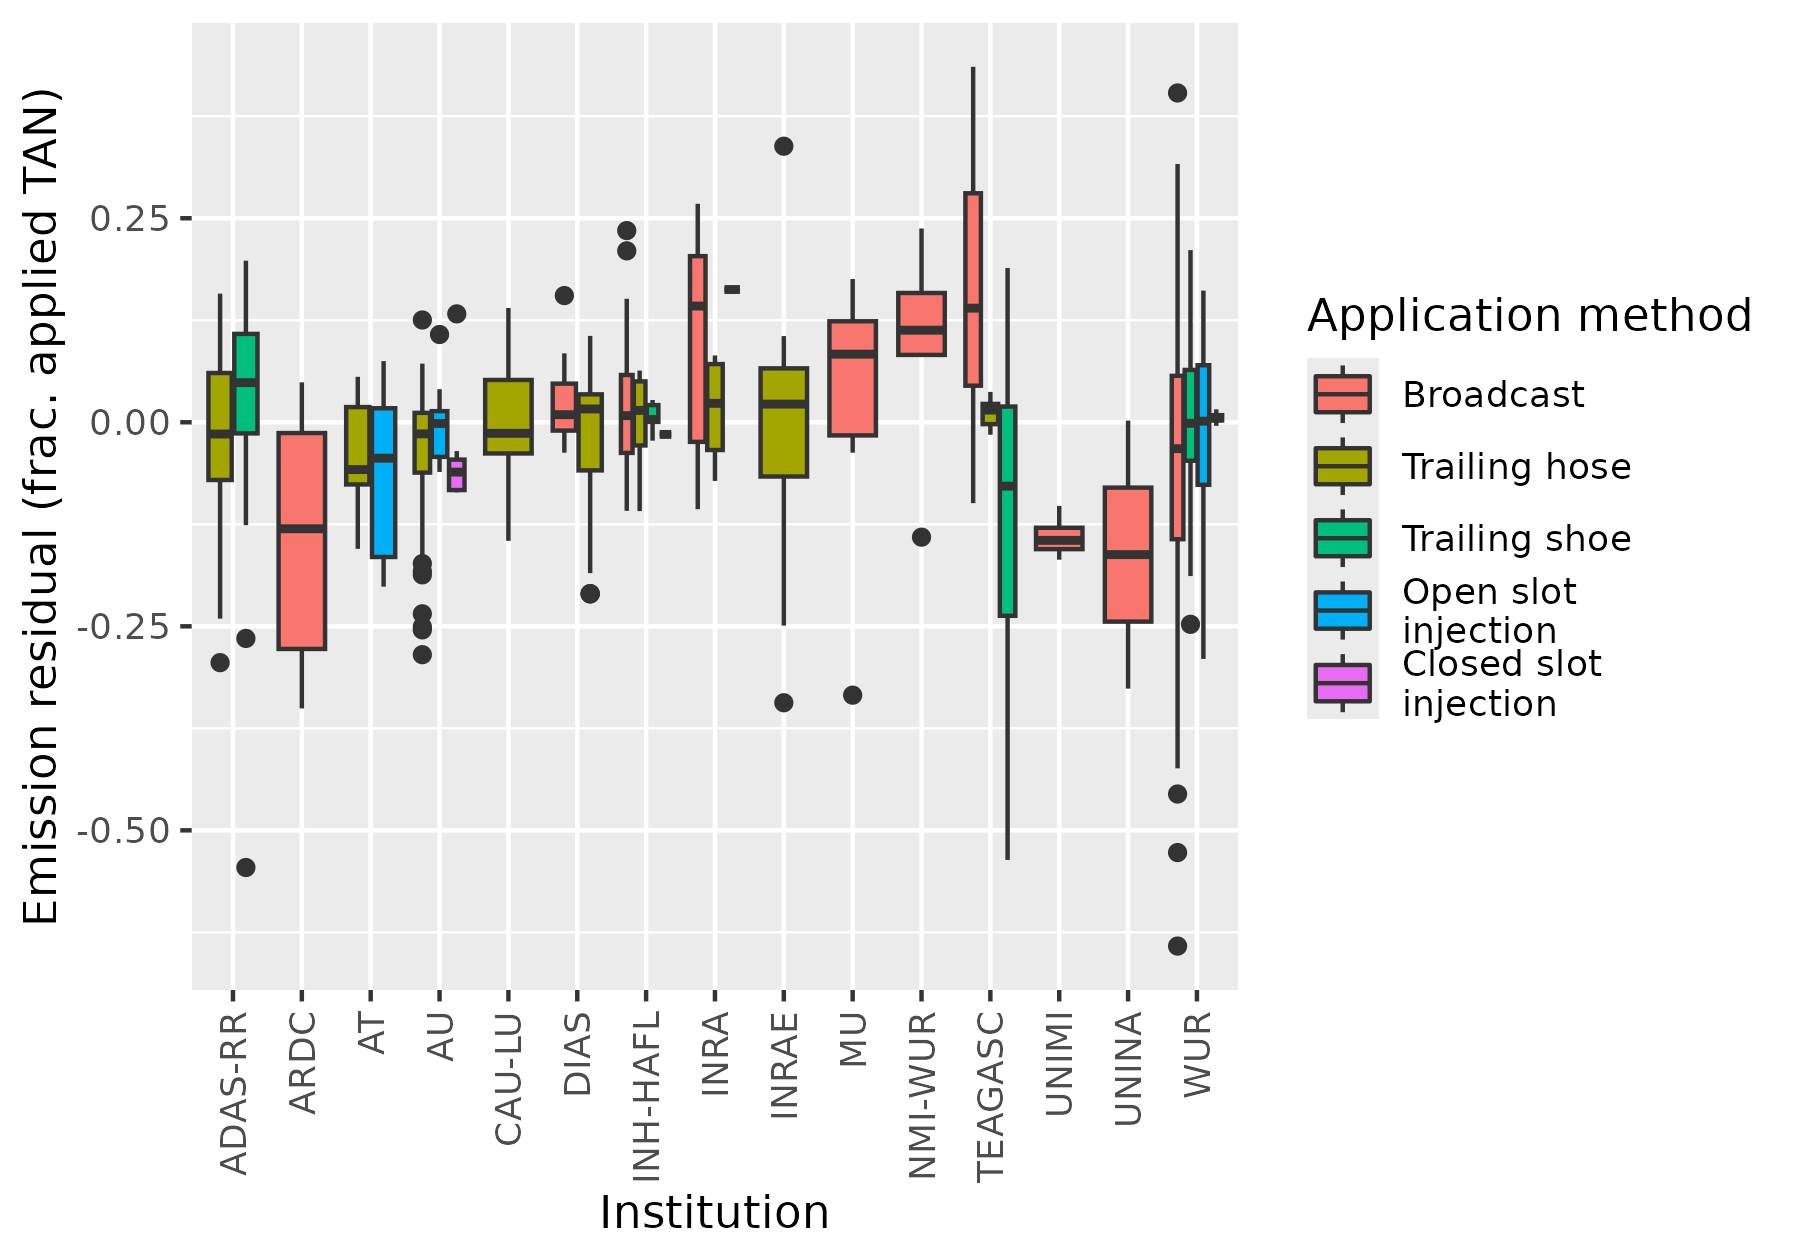 Emission residual (frac. applied TAN)
0.25
0.00
-0.25
-0.50
ADAS-RR
ARDC
AT
AU
CAU-LU
DIAS
INH-HAFL
INRA
INRAE
MU
NMI-WUR
TEAGASC
UNIMI
UNINA
WUR
Institution
Application method
Broadcast
Trailing hose
Trailing shoe
Open slot
injection
Closed slot
injection